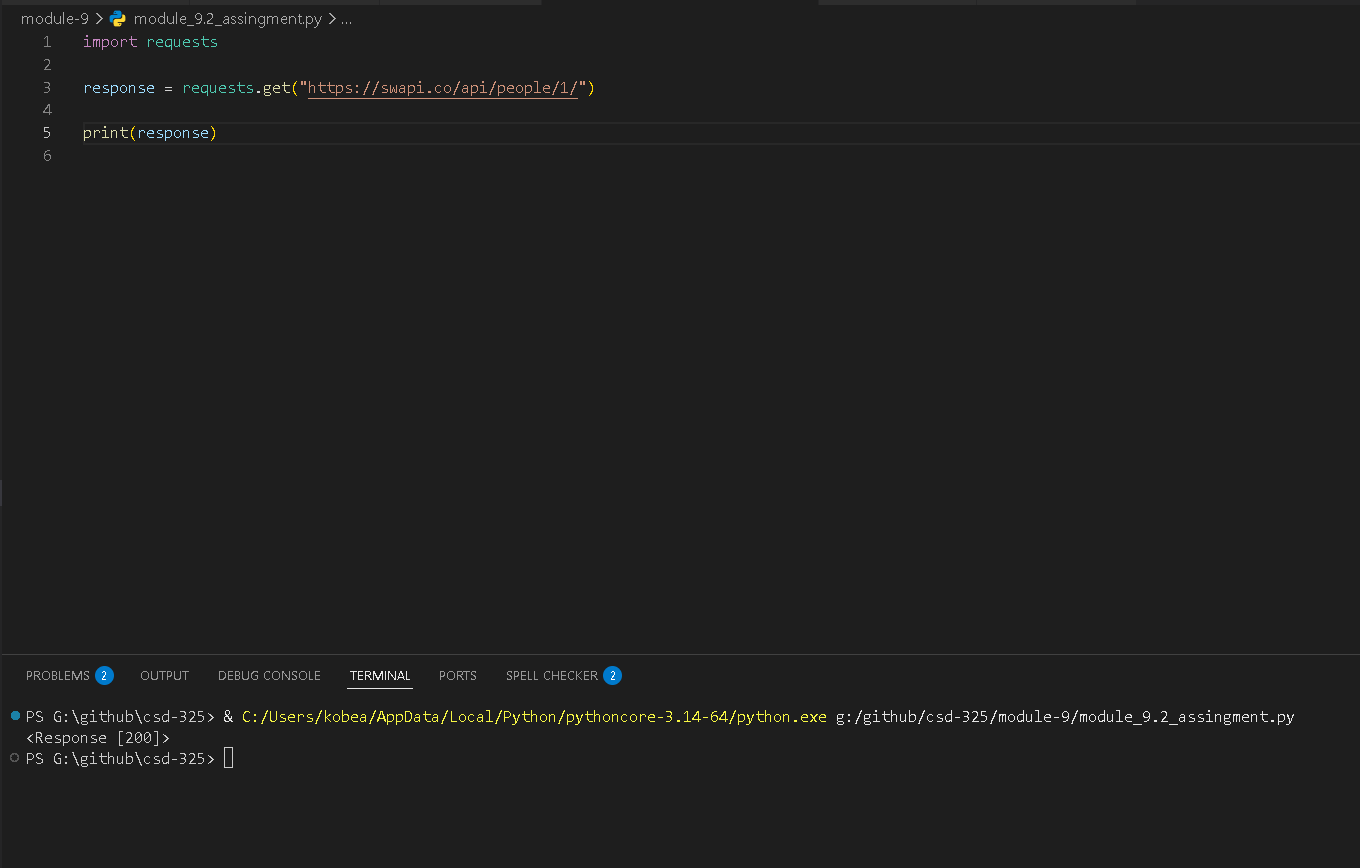 module-9 > module_9.2_assingment.py > ...
1 import requests
2
3 response = requests.get("https://swapi.co/api/people/1/")
4
5 print(response)
6
PROBLEMS 2 OUTPUT DEBUG CONSOLE TERMINAL PORTS SPELL CHECKER 2
PS G:\github\csd-325> & C:/Users/kobea/AppData/Local/Python/pythoncore-3.14-64/python.exe g:/github/csd-325/module-9/module_9.2_assingment.py
<Response [200]>
PS G:\github\csd-325>